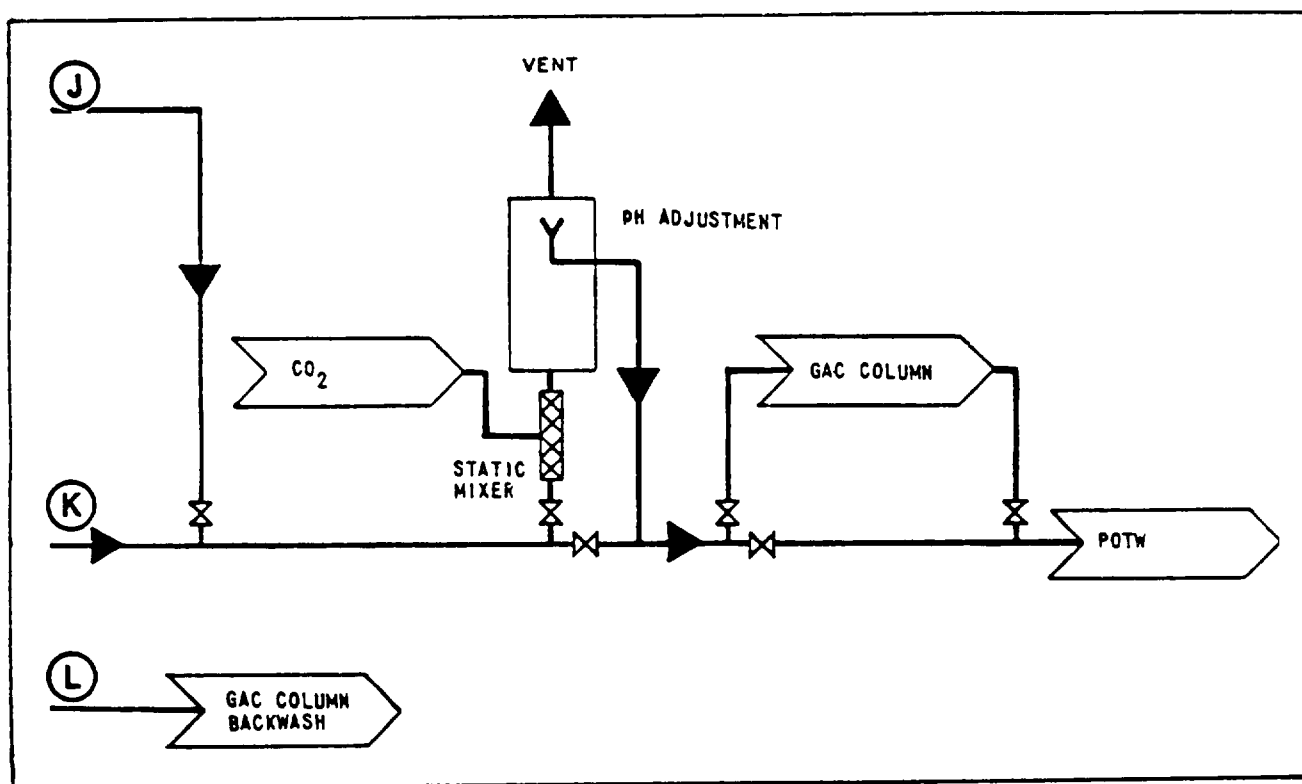 J
VENT
pH ADJUSTMENT
CO₂
GAC COLUMN
STATIC
MIXER
K
POTW
L
GAC COLUMN
BACKWASH